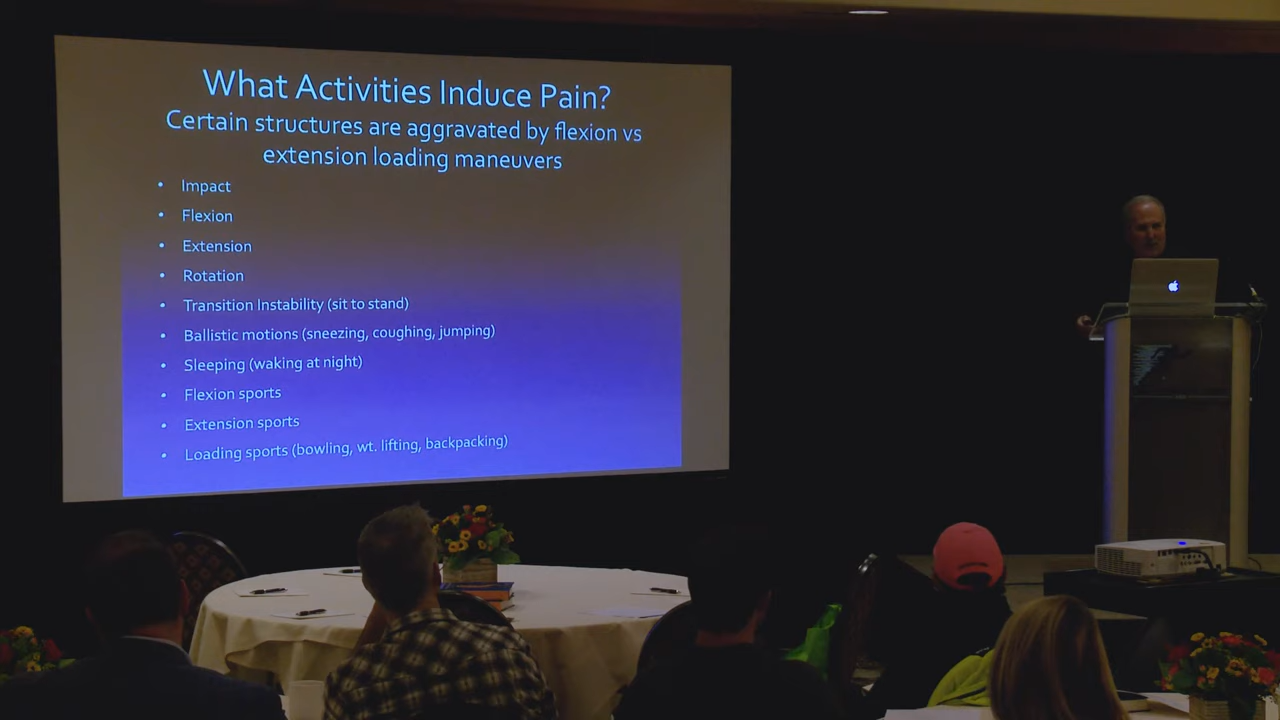 What Activities Induce Pain?
Certain structures are aggravated by flexion vs
extension loading maneuvers
• Impact
• Flexion
• Extension
• Rotation
• Transition Instability (sit to stand)
• Ballistic motions (sneezing, coughing, jumping)
• Sleeping (waking at night)
• Flexion sports
• Extension sports
• Loading sports (bowling, wt. lifting, backpacking)